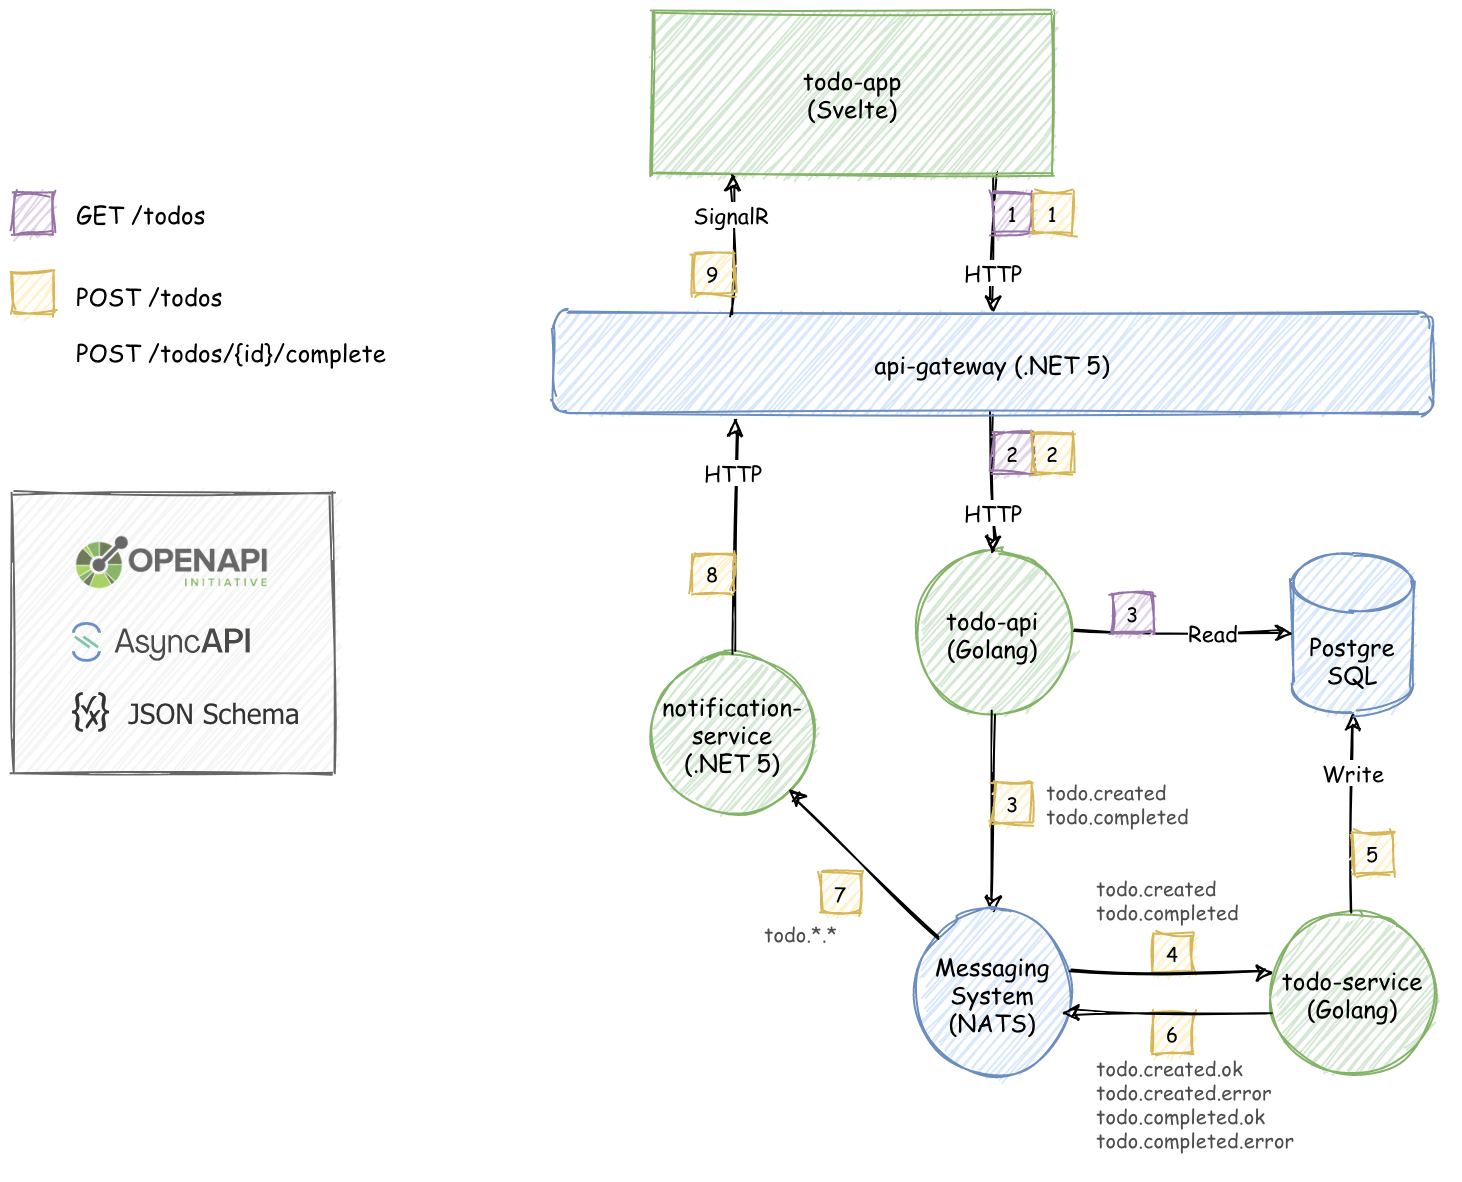 todo-app
(Svelte)
SignalR
1
1
9
HTTP
GET /todos
POST /todos
POST /todos/{id}/complete
api-gateway (.NET 5)
HTTP
2
2
HTTP
8
OPENAPI
INITIATIVE
AsyncAPI
JSON Schema
todo-api
(Golang)
3
Read
Postgre
SQL
notification-
service
(.NET 5)
Write
3
todo.created
todo.completed
5
7
todo.*.*
todo.created
todo.completed
4
Messaging
System
(NATS)
todo-service
(Golang)
6
todo.created.ok
todo.created.error
todo.completed.ok
todo.completed.error